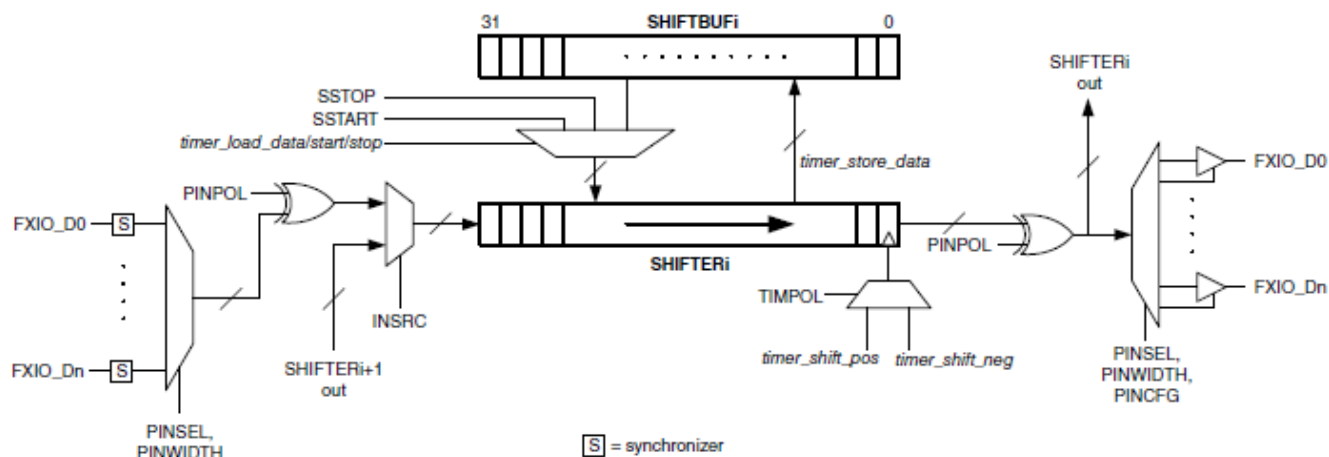 31 SHIFTBUFi 0
SHIFTERi
out
SSTOP
SSTART
timer_load_data/start/stop
timer_store_data
PINPOL
FXIO_D0 S
FXIO_D0
SHIFTERi
PINPOL
TIMPOL
INSRC
FXIO_Dn
timer_shift_pos timer_shift_neg
SHIFTERi+1
out
FXIO_Dn S
PINSEL,
PINWIDTH,
PINCFG
PINSEL,
PINWIDTH
S = synchronizer